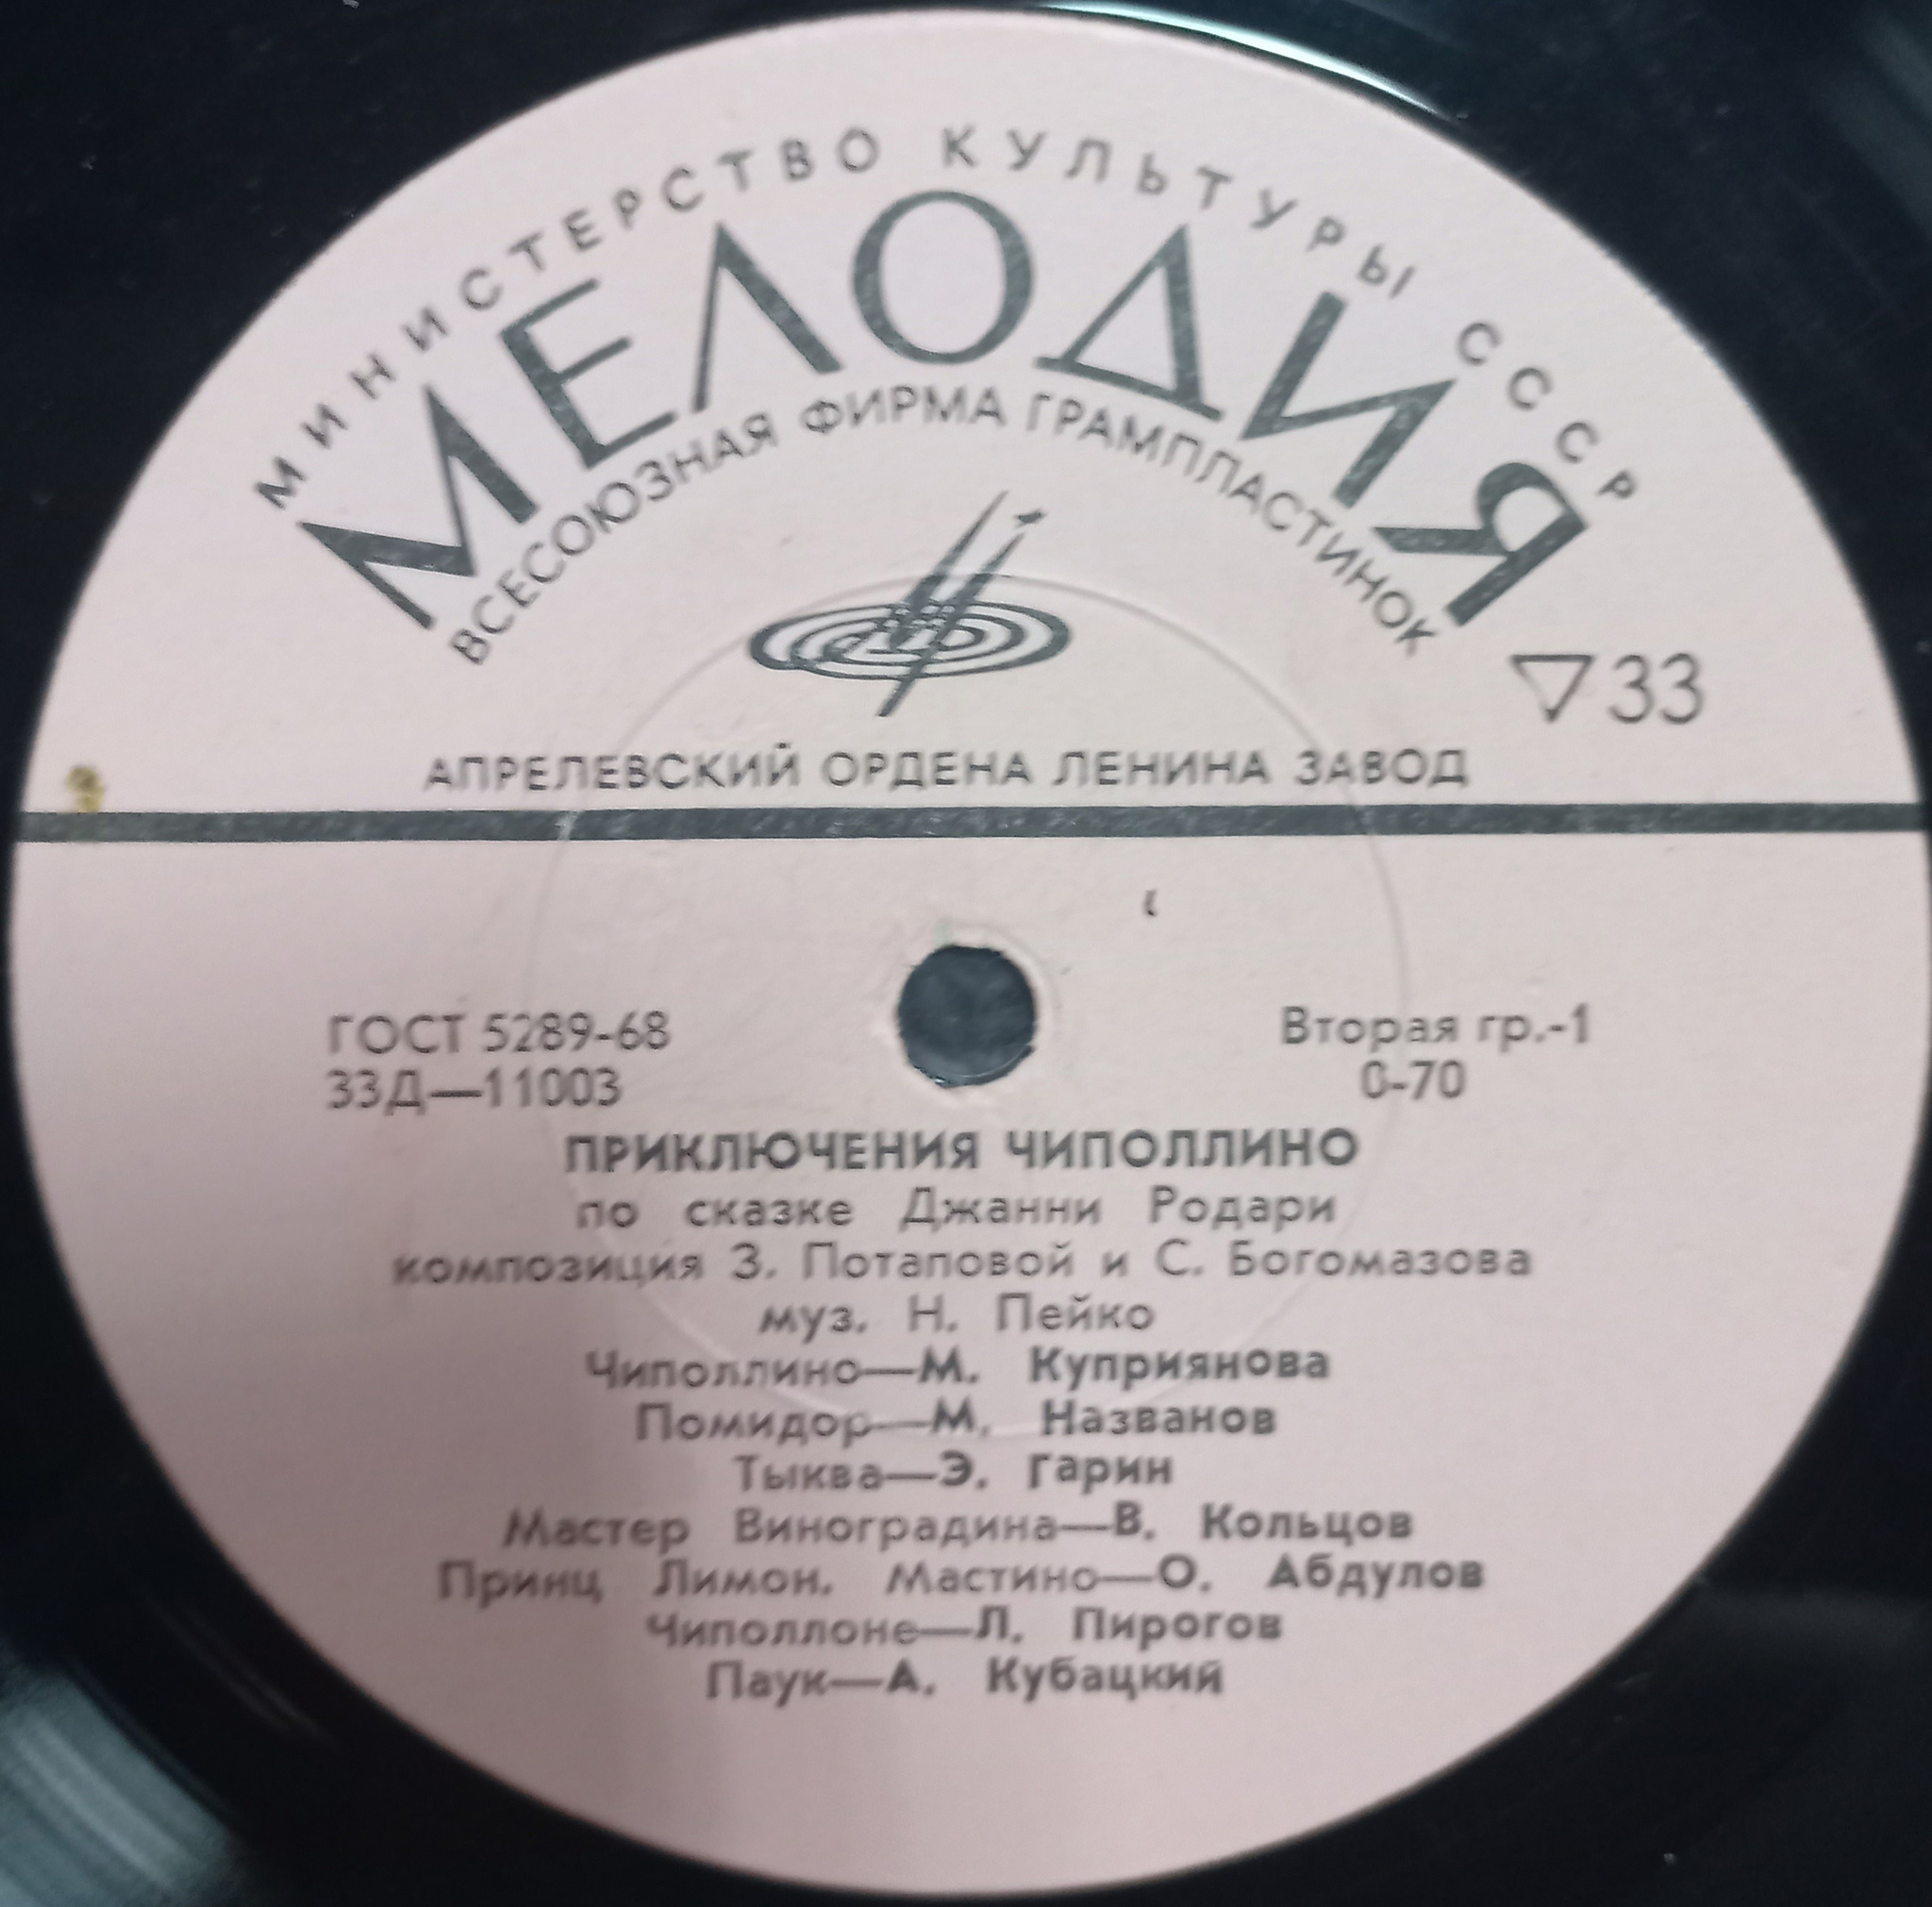 МИНИСТЕРСТВО КУЛЬТУРЫ СССР
МЕЛОДИЯ
ВСЕСОЮЗНАЯ ФИРМА ГРАМПЛАСТИНОК
▽33
АПРЕЛЕВСКИЙ ОРДЕНА ЛЕНИНА ЗАВОД
ГОСТ 5289-68
Вторая гр.-1
33Д—11003
0-70
ПРИКЛЮЧЕНИЯ ЧИПОЛЛИНО
по сказке Джанни Родари
композиция З. Потаповой и С. Богомазова
муз. Н. Пейко
Чиполлино—М. Куприянова
Помидор—М. Названов
Тыква—Э. Гарин
Мастер Виноградина—В. Кольцов
Принц Лимон. Мастино—О. Абдулов
Чиполлоне—Л. Пирогов
Паук—А. Кубацкий